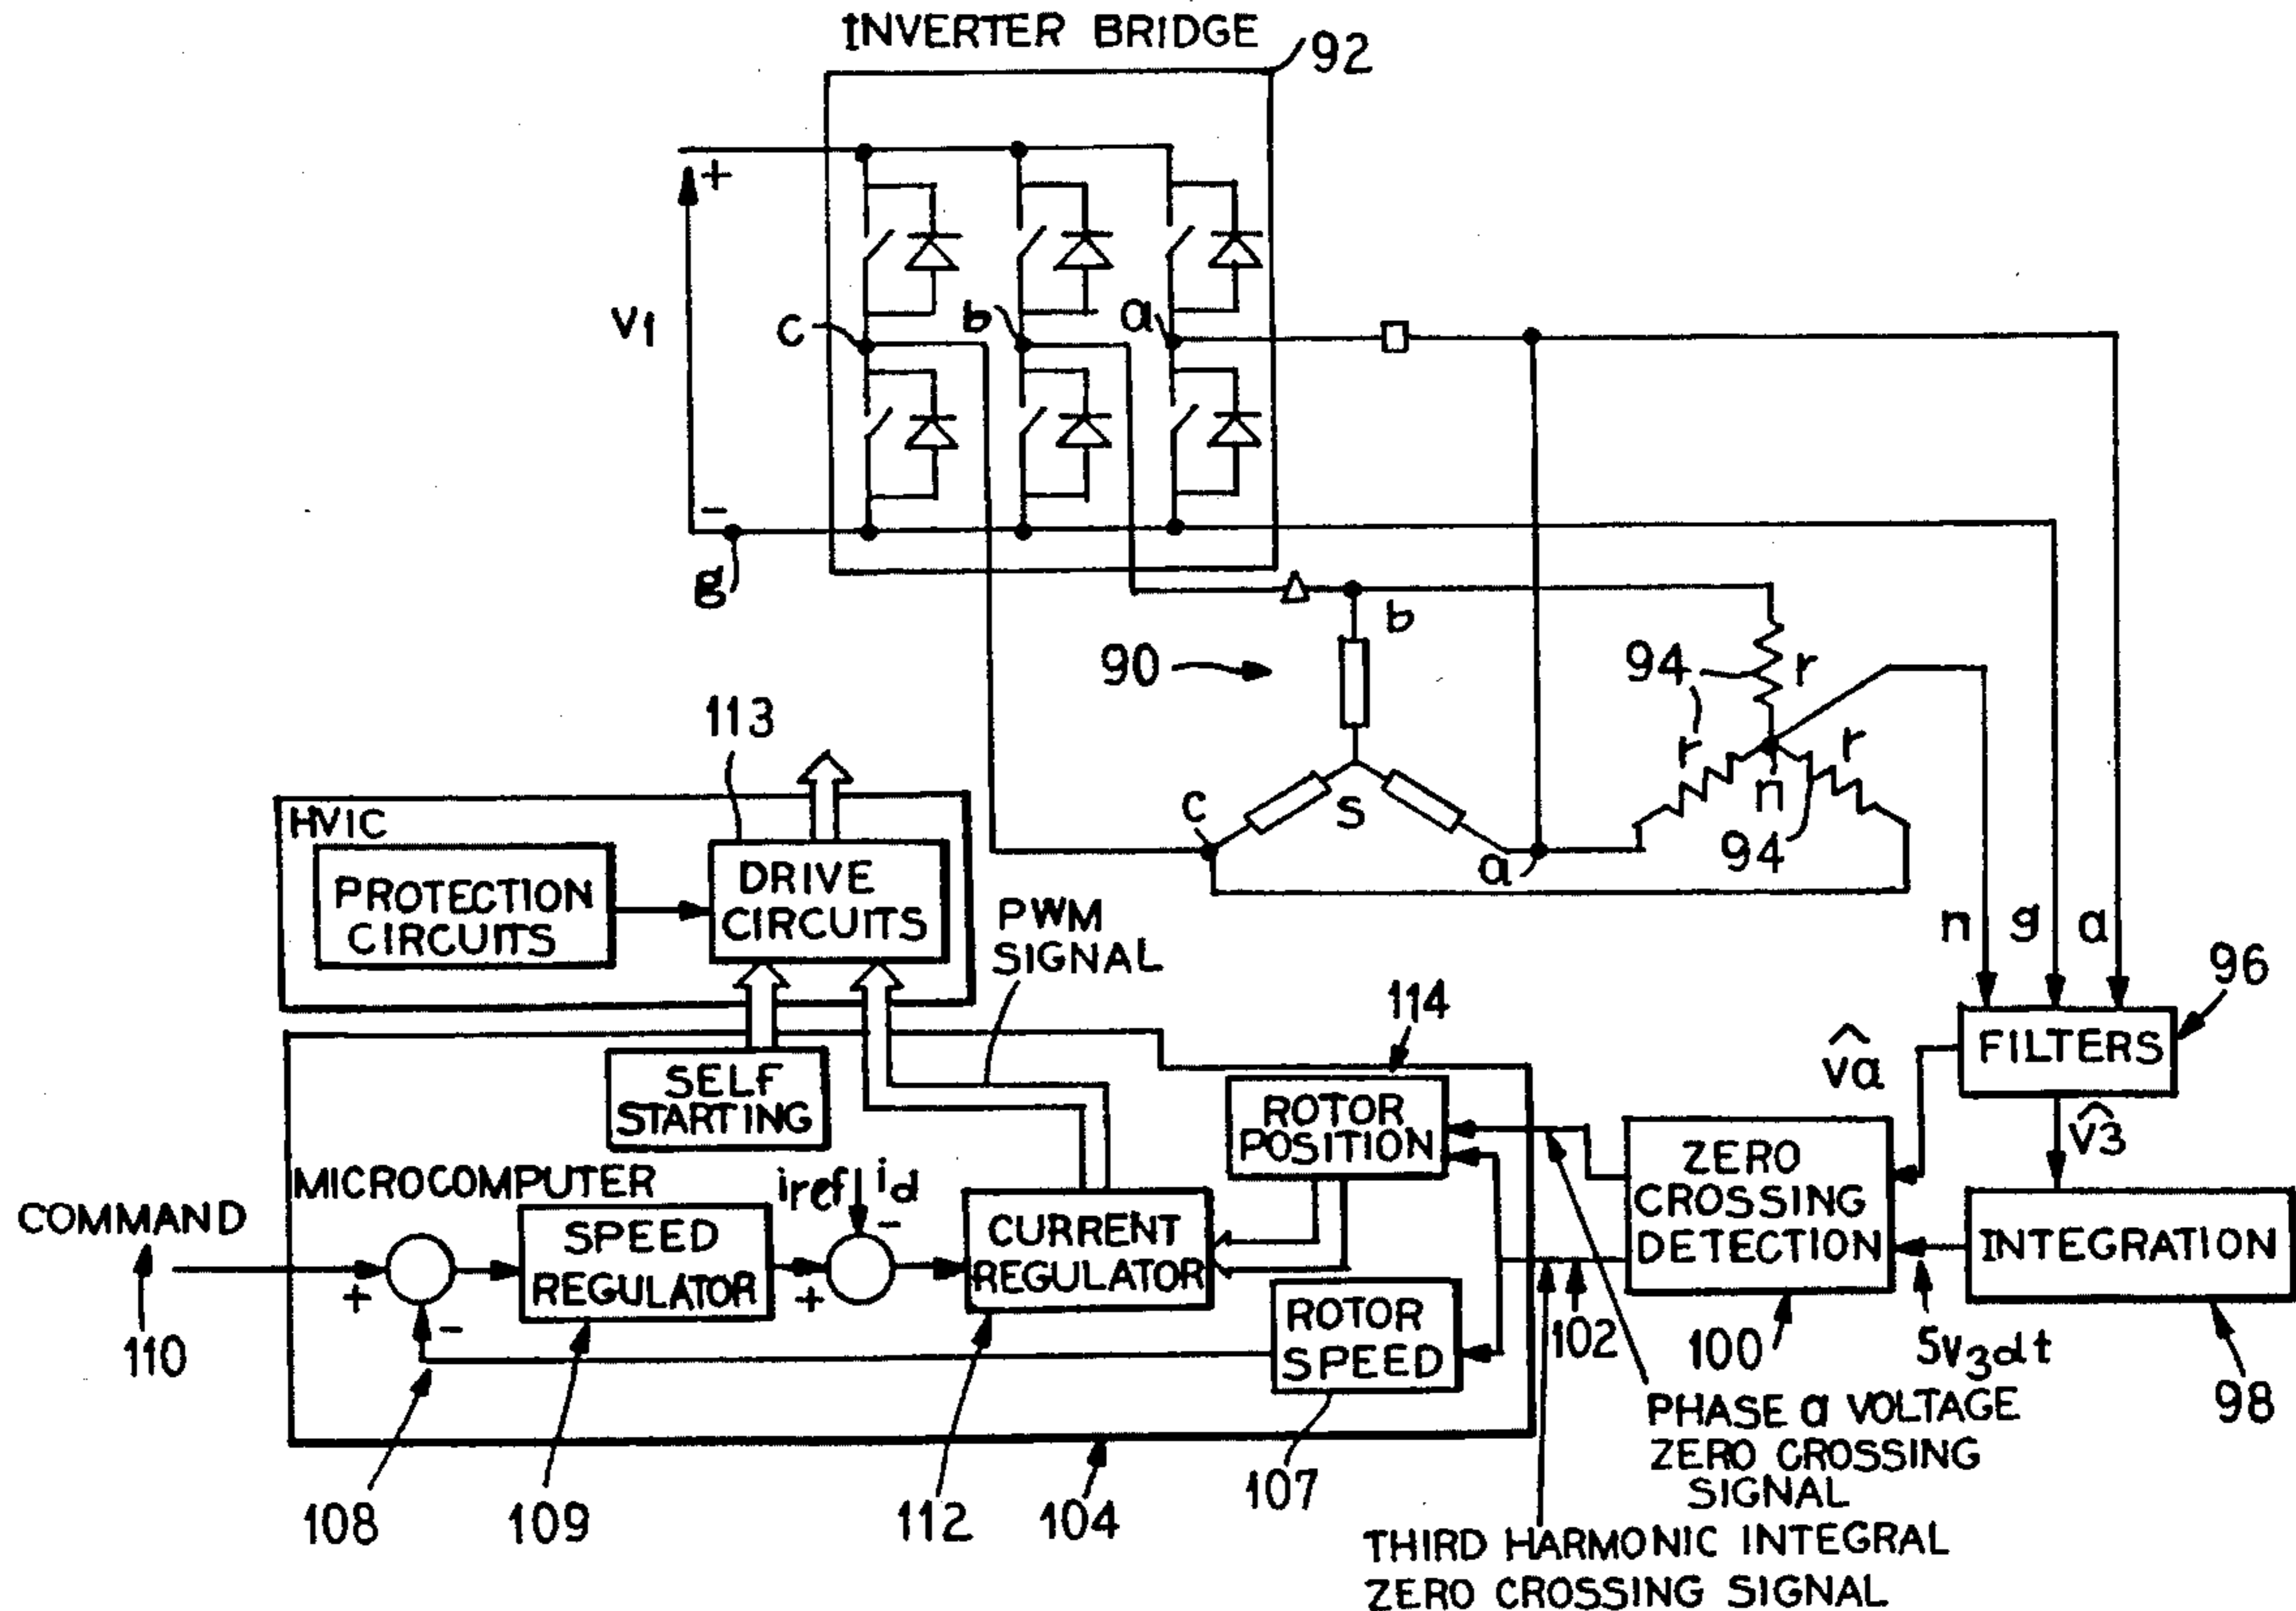 INVERTER BRIDGE
92
+
V1
c
b
a
-
g
b
90
94
r
r
r
n
94
S
c
a
113
HVIC
PROTECTION
CIRCUITS
DRIVE
CIRCUITS
PWM
SIGNAL
n
g
a
96
FILTERS
114
v̂a
v̂3
SELF
STARTING
ROTOR
POSITION
ZERO
CROSSING
DETECTION
MICROCOMPUTER
iref
id
-
COMMAND
110
+
-
SPEED
REGULATOR
+
CURRENT
REGULATOR
INTEGRATION
ROTOR
SPEED
102
100
Sv3dt
98
PHASE a VOLTAGE
ZERO CROSSING
SIGNAL
108
109
112
104
107
THIRD HARMONIC INTEGRAL
ZERO CROSSING SIGNAL